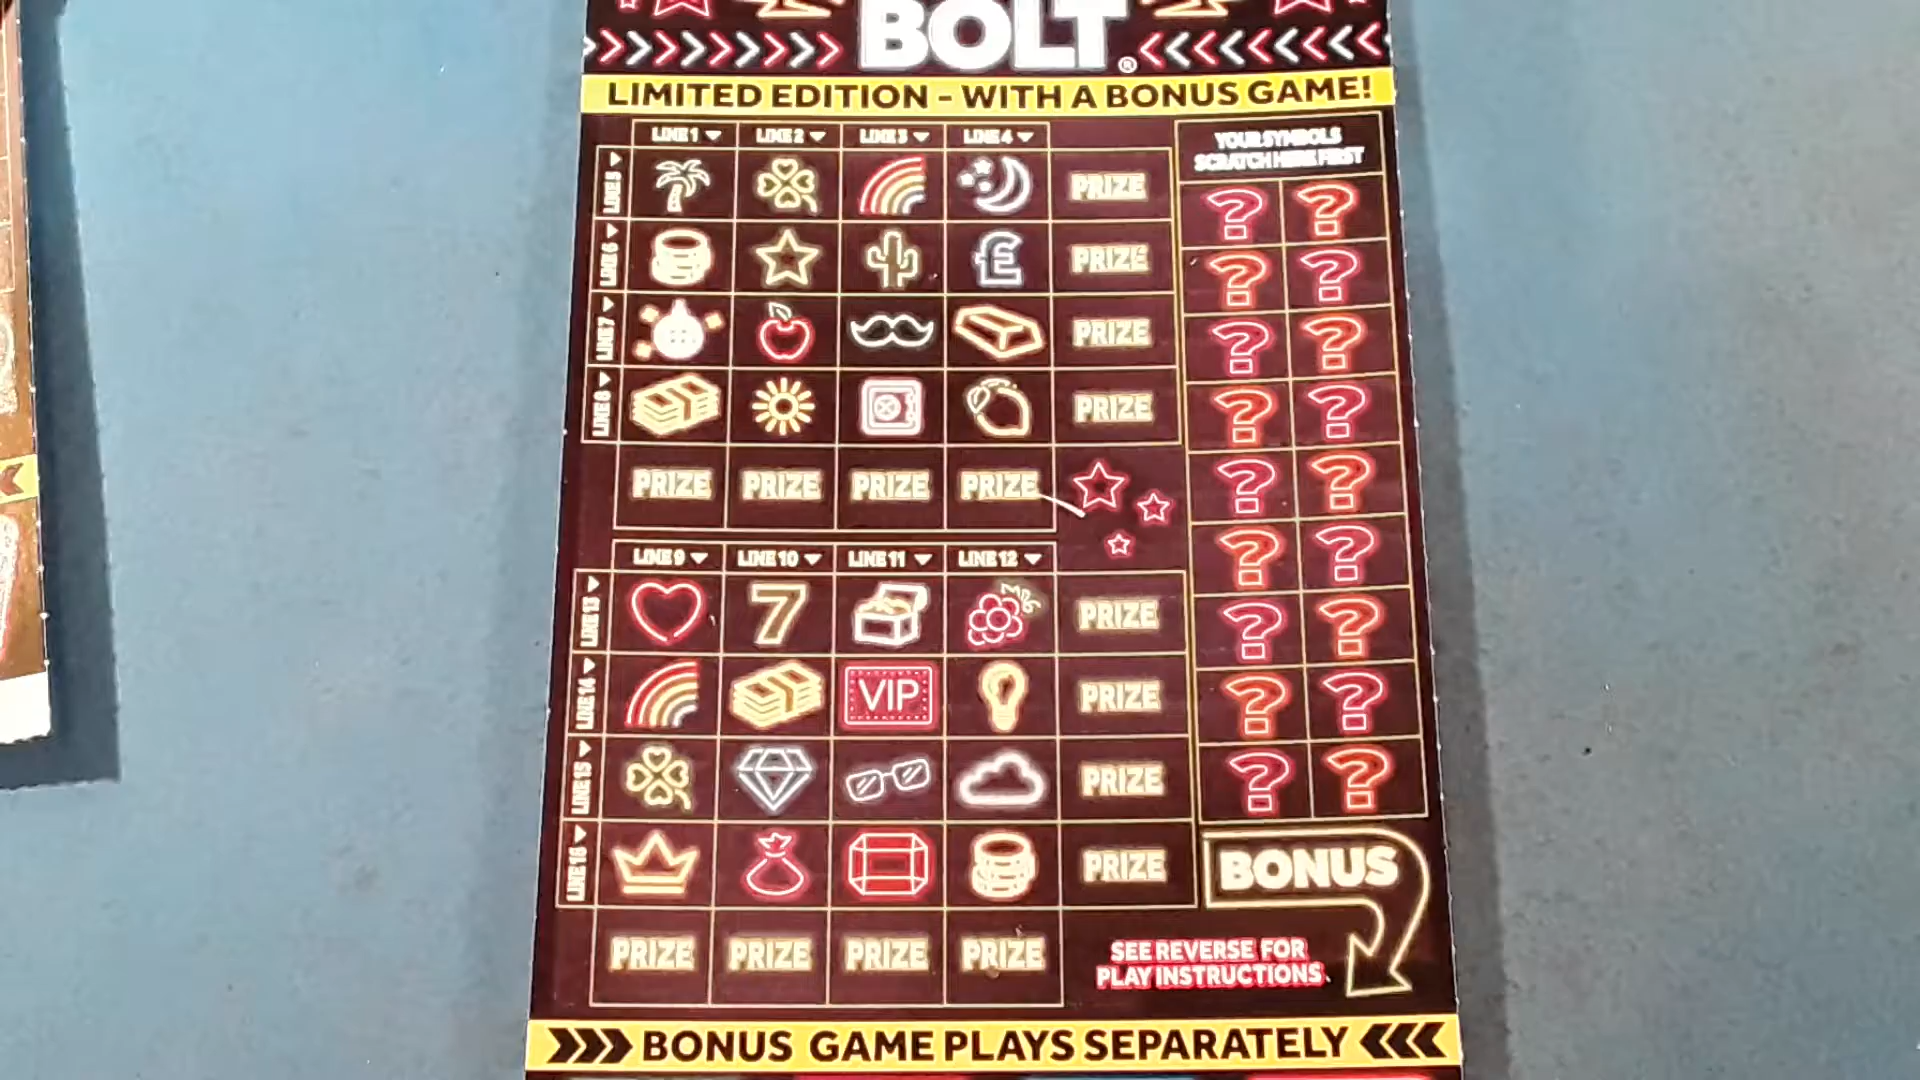 BOLT®
LIMITED EDITION - WITH A BONUS GAME!
LINE 1 LINE 2 LINE 3 LINE 4
YOUR SYMBOLS
SCRATCH HERE FIRST
LINE 5 PRIZE ? ?
LINE 6 £ PRIZE ? ?
LINE 7 PRIZE ? ?
LINE 8 PRIZE ? ?
PRIZE PRIZE PRIZE PRIZE ? ?
LINE 9 LINE 10 LINE 11 LINE 12 ? ?
LINE 13 7 PRIZE ? ?
LINE 14 VIP PRIZE ? ?
LINE 15 PRIZE ? ?
LINE 16 PRIZE
BONUS
PRIZE PRIZE PRIZE PRIZE
SEE REVERSE FOR
PLAY INSTRUCTIONS.
BONUS GAME PLAYS SEPARATELY